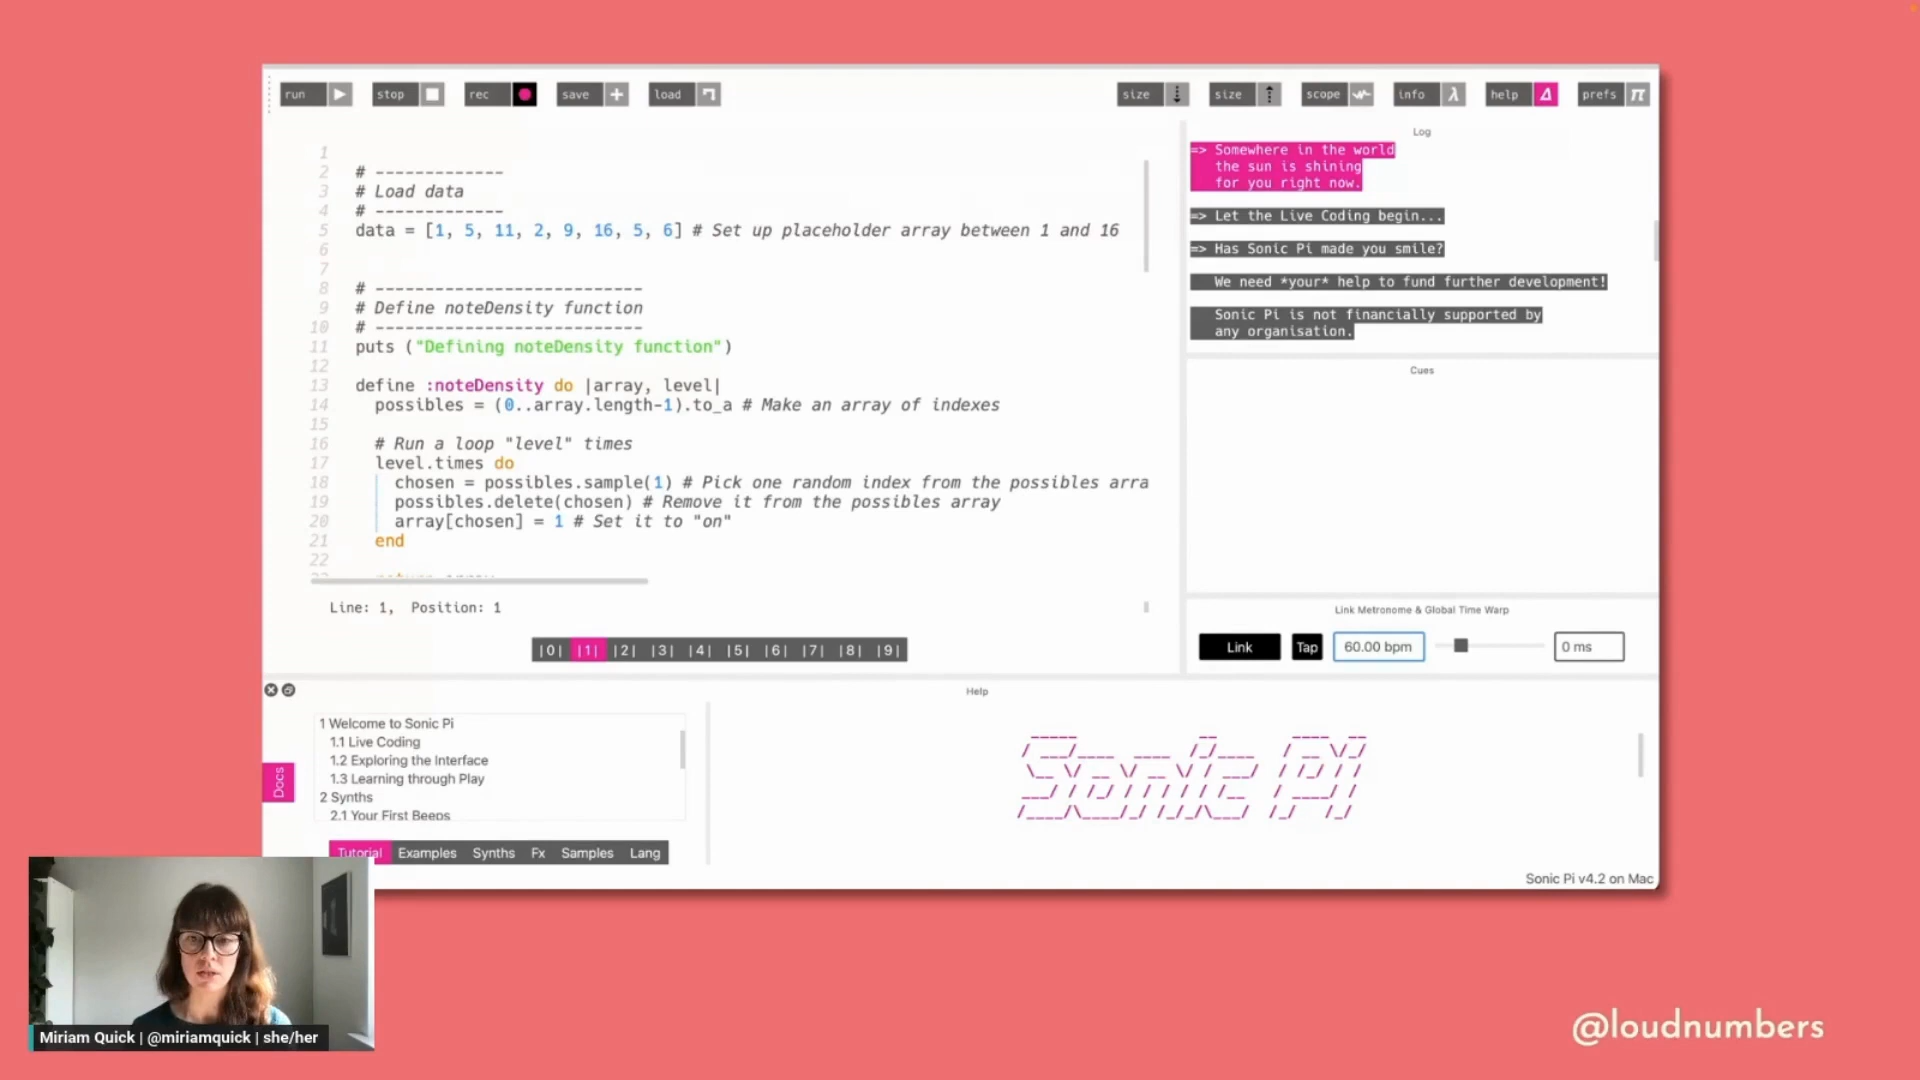 run
stop
rec
save
load
size
size
scope
info
help
prefs
1
2 # -------------
3 # Load data
4 # -------------
5 data = [1, 5, 11, 2, 9, 16, 5, 6] # Set up placeholder array between 1 and 16
6
7
8 # ---------------------------
9 # Define noteDensity function
10 # ---------------------------
11 puts ("Defining noteDensity function")
12
13 define :noteDensity do |array, level|
14 possibles = (0..array.length-1).to_a # Make an array of indexes
15
16 # Run a loop "level" times
17 level.times do
18 chosen = possibles.sample(1) # Pick one random index from the possibles arra
19 possibles.delete(chosen) # Remove it from the possibles array
20 array[chosen] = 1 # Set it to "on"
21 end
22
Line: 1, Position: 1
|0| |1| |2| |3| |4| |5| |6| |7| |8| |9|
Log
=> Somewhere in the world
the sun is shining
for you right now.
=> Let the Live Coding begin...
=> Has Sonic Pi made you smile?
We need *your* help to fund further development!
Sonic Pi is not financially supported by
any organisation.
Cues
Link Metronome & Global Time Warp
Link
Tap
60.00 bpm
0 ms
Help
Docs
1 Welcome to Sonic Pi
1.1 Live Coding
1.2 Exploring the Interface
1.3 Learning through Play
2 Synths
2.1 Your First Beeps
Tutorial Examples Synths Fx Samples Lang
Sonic Pi
Sonic Pi v4.2 on Mac
Miriam Quick | @miriamquick | she/her
@loudnumbers